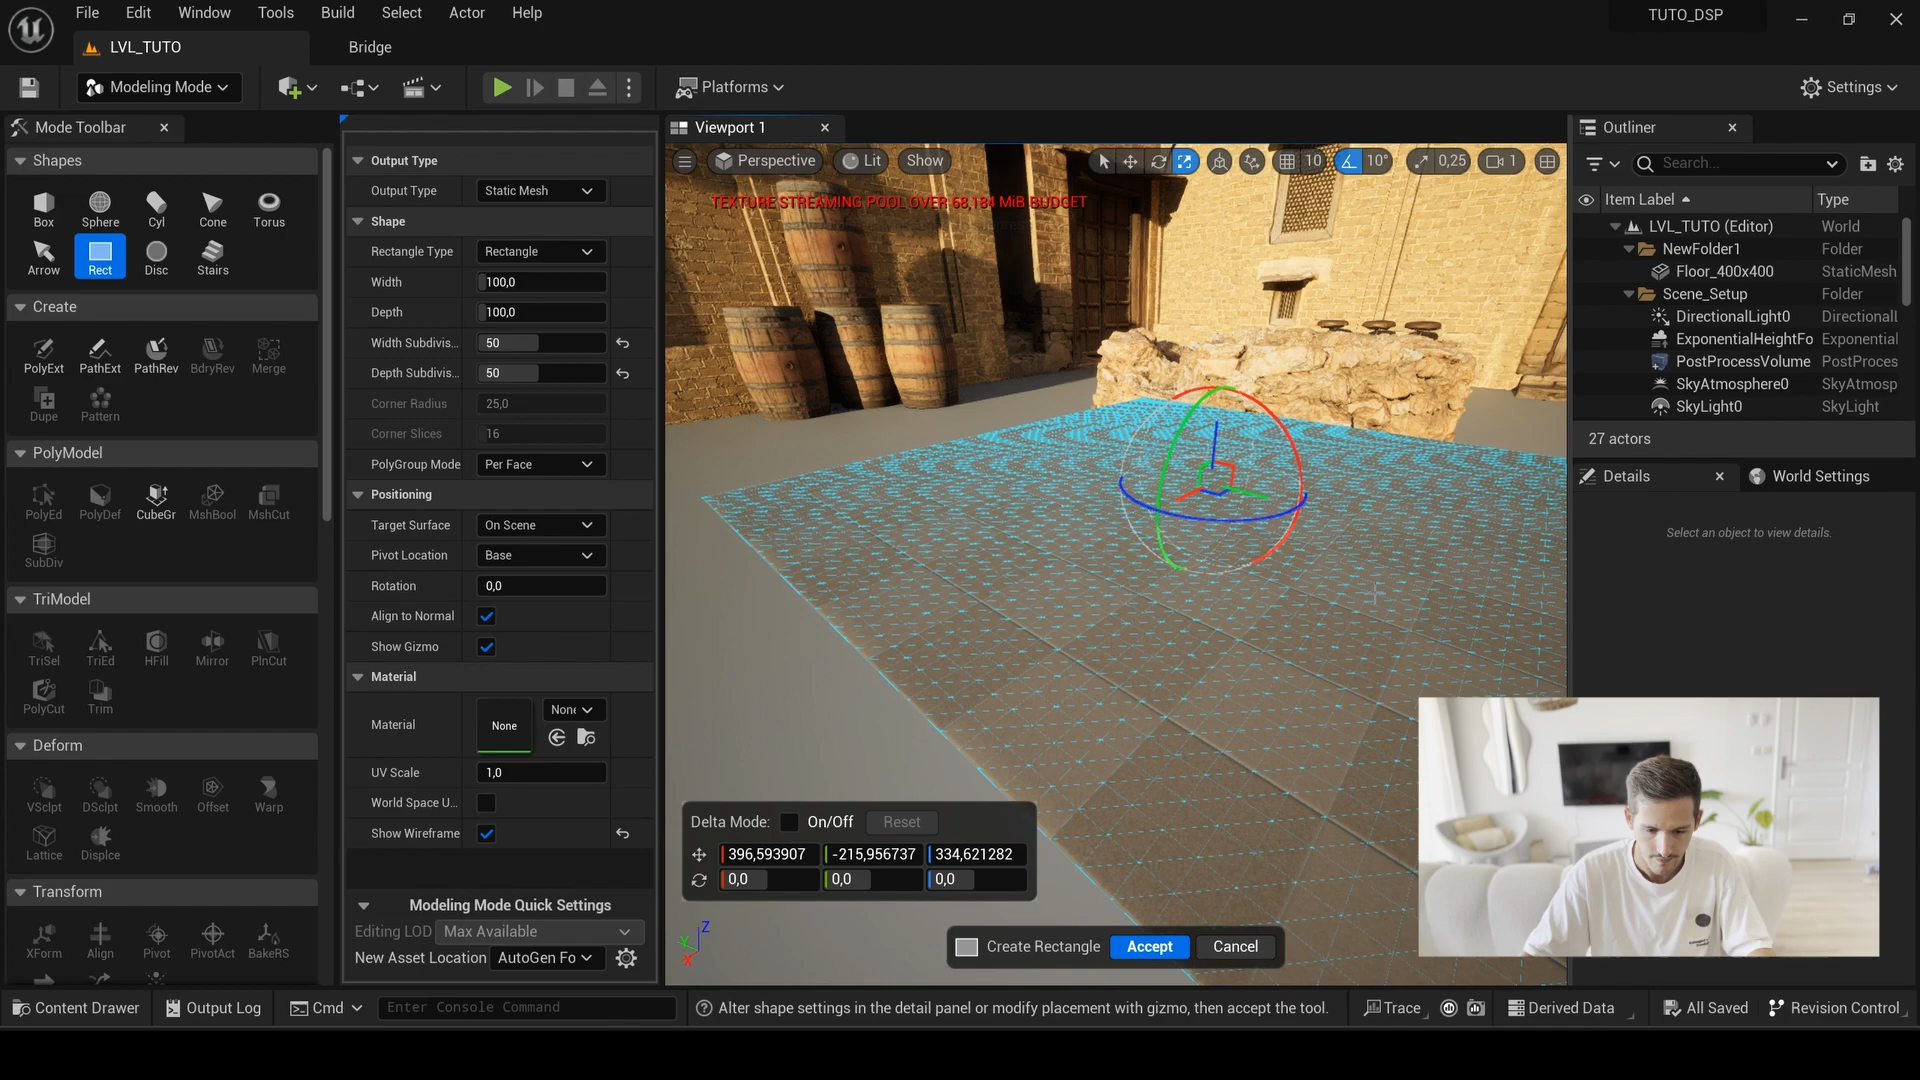 File Edit Window Tools Build Select Actor Help
TUTO_DSP
LVL_TUTO
Bridge
Modeling Mode
Platforms
Settings
Mode Toolbar
Shapes
Box Sphere Cyl Cone Torus
Arrow Rect Disc Stairs
Create
PolyExt PathExt PathRev BdryRev Merge
Dupe Pattern
PolyModel
PolyEd PolyDef CubeGr MshBool MshCut
SubDiv
TriModel
TriSel TriEd HFill Mirror PlnCut
PolyCut Trim
Deform
VSclpt DSclpt Smooth Offset Warp
Lattice Displce
Transform
XForm Align Pivot PivotAct BakeRS
Output Type
Output Type Static Mesh
Shape
Rectangle Type Rectangle
Width 100,0
Depth 100,0
Width Subdivis... 50
Depth Subdivis... 50
Corner Radius 25,0
Corner Slices 16
PolyGroup Mode Per Face
Positioning
Target Surface On Scene
Pivot Location Base
Rotation 0,0
Align to Normal
Show Gizmo
Material
Material None None
UV Scale 1,0
World Space U...
Show Wireframe
Modeling Mode Quick Settings
Editing LOD Max Available
New Asset Location AutoGen Fo
Viewport 1
Perspective Lit Show 10 10° 0,25 1
TEXTURE STREAMING POOL OVER 68,184 MiB BUDGET
Delta Mode: On/Off Reset
396,593907 -215,956737 334,621282
0,0 0,0 0,0
Z
Y
X
Create Rectangle Accept Cancel
Outliner
Search...
Item Label Type
LVL_TUTO (Editor) World
NewFolder1 Folder
Floor_400x400 StaticMesh
Scene_Setup Folder
DirectionalLight0 Directionall
ExponentialHeightFo Exponential
PostProcessVolume PostProces
SkyAtmosphere0 SkyAtmosp
SkyLight0 SkyLight
27 actors
Details
World Settings
Select an object to view details.
Content Drawer Output Log Cmd Enter Console Command
Alter shape settings in the detail panel or modify placement with gizmo, then accept the tool.
Trace Derived Data All Saved Revision Control